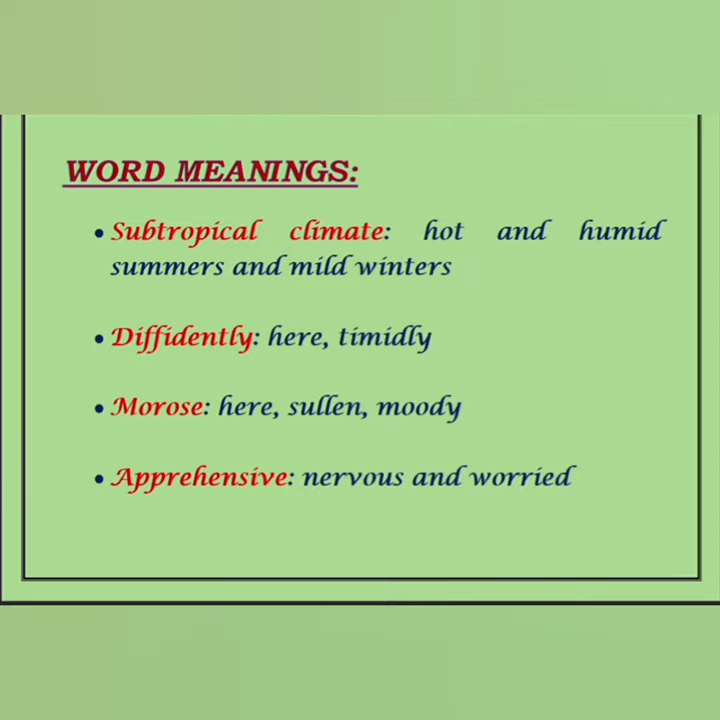 WORD MEANINGS:
• Subtropical climate: hot and humid
summers and mild winters
• Diffidently: here, timidly
• Morose: here, sullen, moody
• Apprehensive: nervous and worried